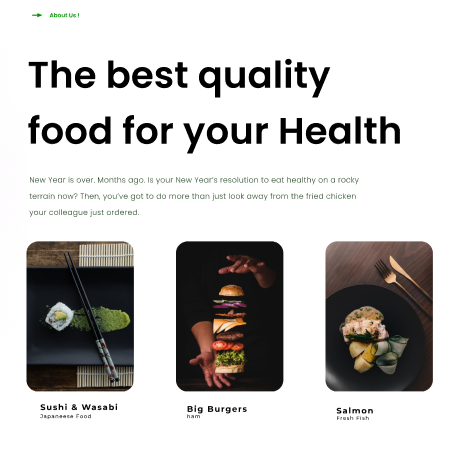 About Us !
The best quality
food for your Health
New Year is over. Months ago. Is your New Year's resolution to eat healthy on a rocky
terrain now? Then, you've got to do more than just look away from the fried chicken
your colleague just ordered.
Sushi & Wasabi
Japaneese Food
Big Burgers
ham
Salmon
Fresh Fish